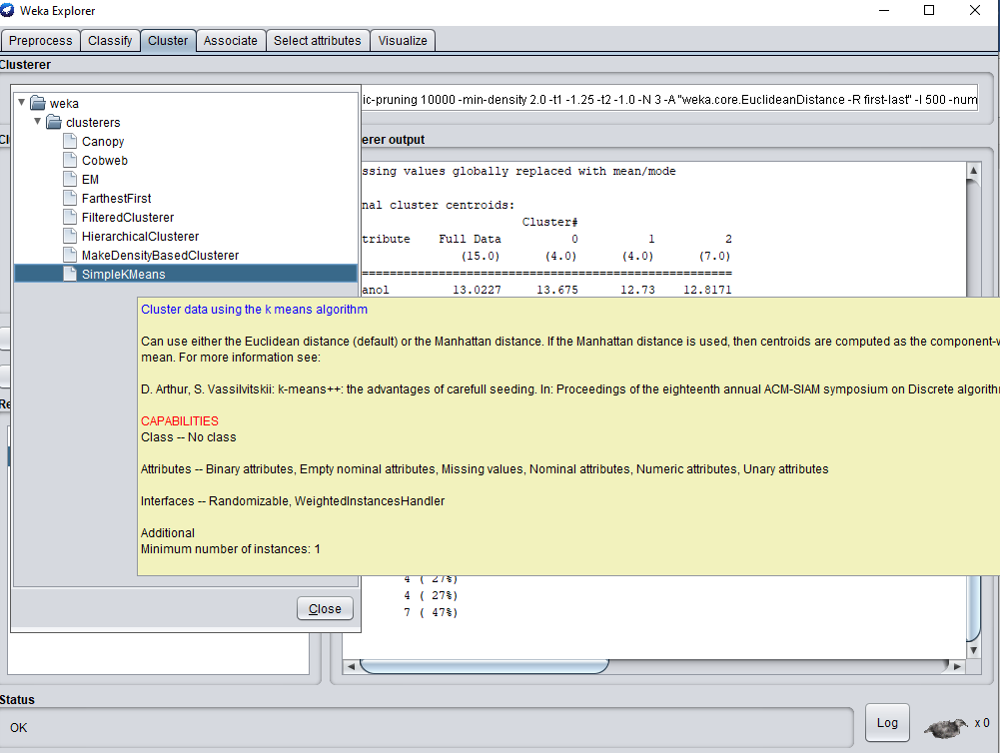 Weka Explorer
Preprocess Classify Cluster Associate Select attributes Visualize
Clusterer
ic-pruning 10000 -min-density 2.0 -t1 -1.25 -t2 -1.0 -N 3 -A "weka.core.EuclideanDistance -R first-last" -I 500 -num
weka
clusterers
Canopy
Cobweb
EM
FarthestFirst
FilteredClusterer
HierarchicalClusterer
MakeDensityBasedClusterer
SimpleKMeans
Cl
erer output
ssing values globally replaced with mean/mode
nal cluster centroids:
Cluster#
tribute Full Data 0 1 2
(15.0) (4.0) (4.0) (7.0)
======================================================
anol 13.0227 13.675 12.73 12.8171
Cluster data using the k means algorithm
Can use either the Euclidean distance (default) or the Manhattan distance. If the Manhattan distance is used, then centroids are computed as the component-w
mean. For more information see:
D. Arthur, S. Vassilvitskii: k-means++: the advantages of carefull seeding. In: Proceedings of the eighteenth annual ACM-SIAM symposium on Discrete algorith
Re
CAPABILITIES
Class -- No class
Attributes -- Binary attributes, Empty nominal attributes, Missing values, Nominal attributes, Numeric attributes, Unary attributes
Interfaces -- Randomizable, WeightedInstancesHandler
Additional
Minimum number of instances: 1
4 ( 27%)
4 ( 27%)
7 ( 47%)
Close
Status
OK
Log
x 0